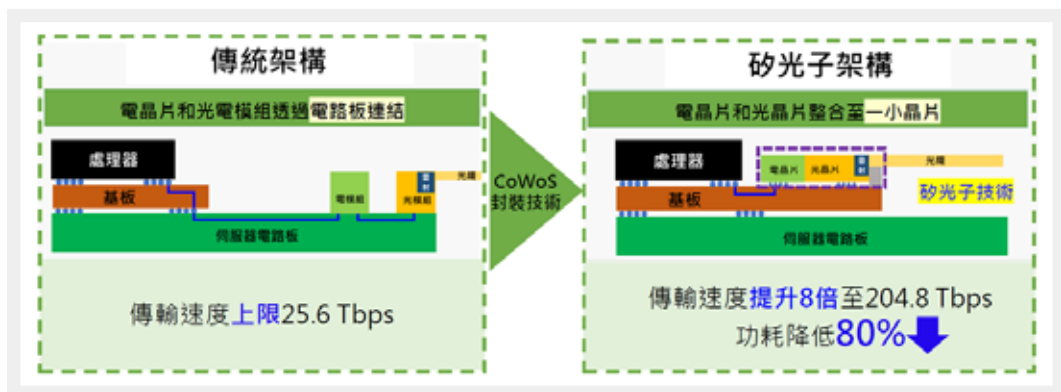 傳統架構
電晶片和光電模組透過電路板連結
處理器
基板
電模組
光模組
雷射
光纖
伺服器電路板
傳輸速度上限25.6 Tbps
CoWoS
封裝技術
矽光子架構
電晶片和光晶片整合至一小晶片
處理器
電晶片
光晶片
雷射
光纖
基板
矽光子技術
伺服器電路板
傳輸速度提升8倍至204.8 Tbps
功耗降低80%